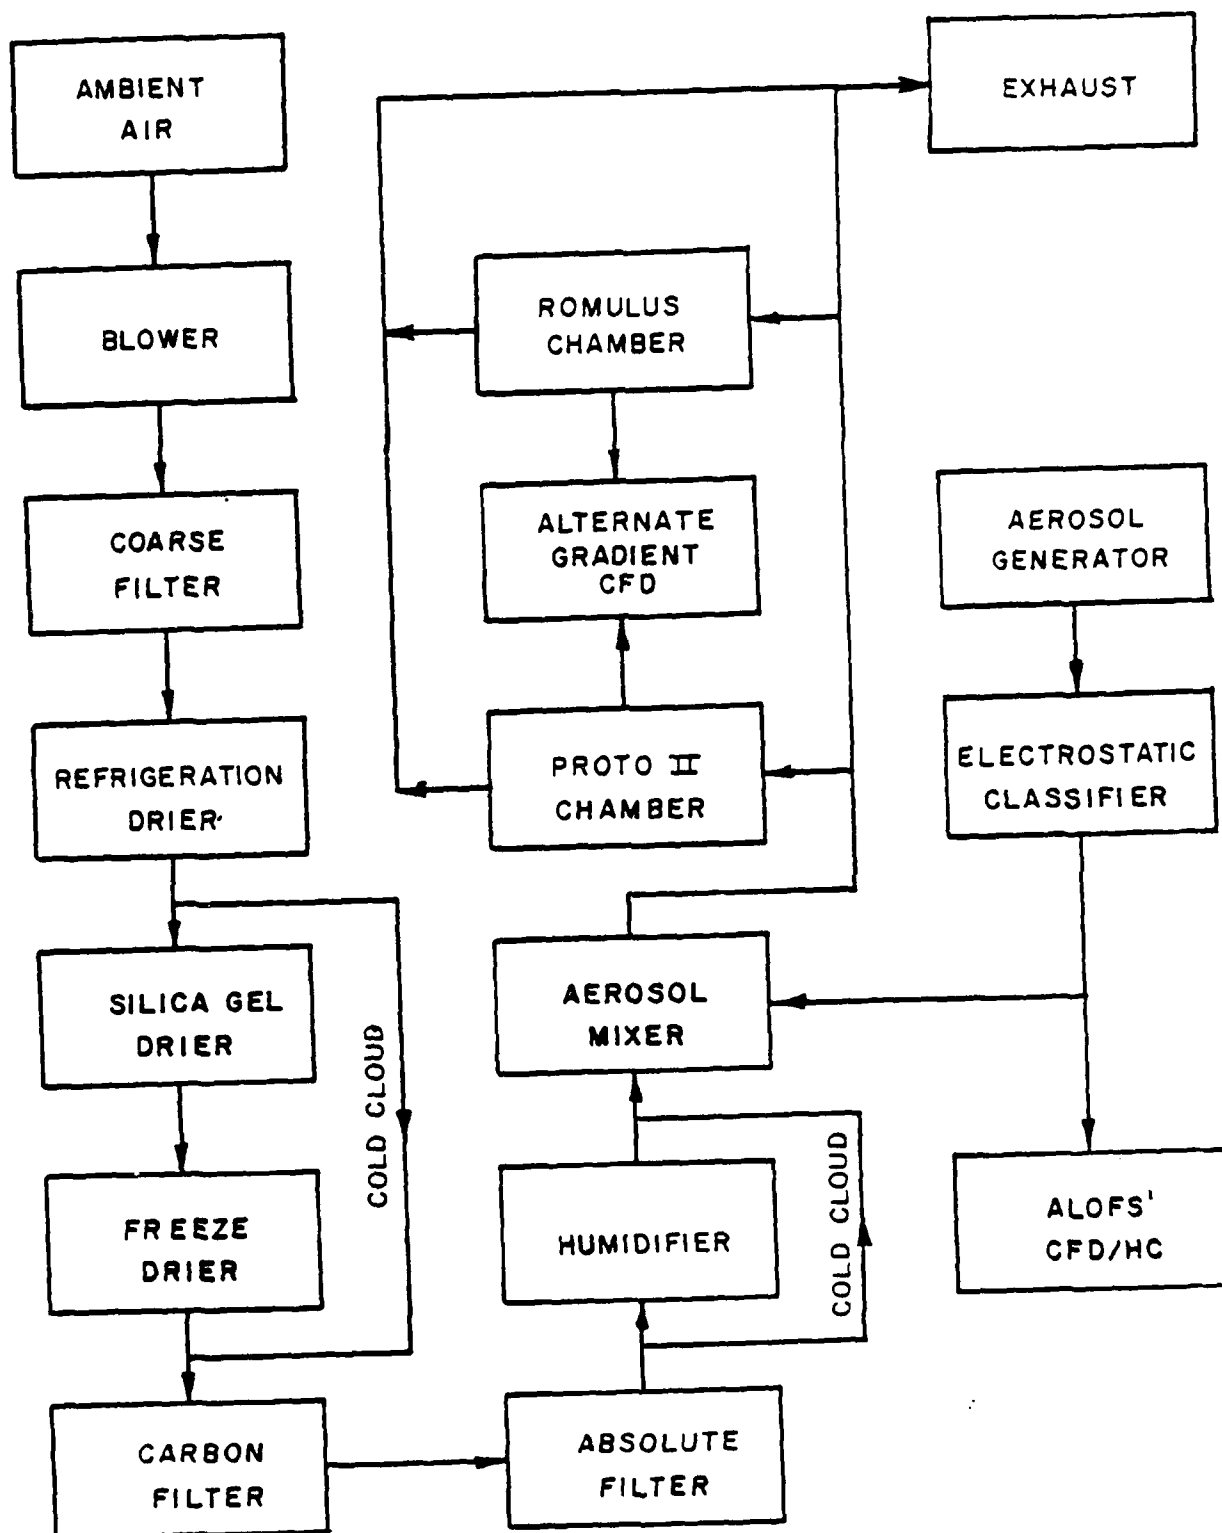 AMBIENT
AIR
BLOWER
COARSE
FILTER
REFRIGERATION
DRIER
SILICA GEL
DRIER
FREEZE
DRIER
COLD CLOUD
CARBON
FILTER
EXHAUST
ROMULUS
CHAMBER
ALTERNATE
GRADIENT
CFD
PROTO II
CHAMBER
AEROSOL
MIXER
HUMIDIFIER
COLD CLOUD
ABSOLUTE
FILTER
AEROSOL
GENERATOR
ELECTROSTATIC
CLASSIFIER
ALOFS'
CFD/HC